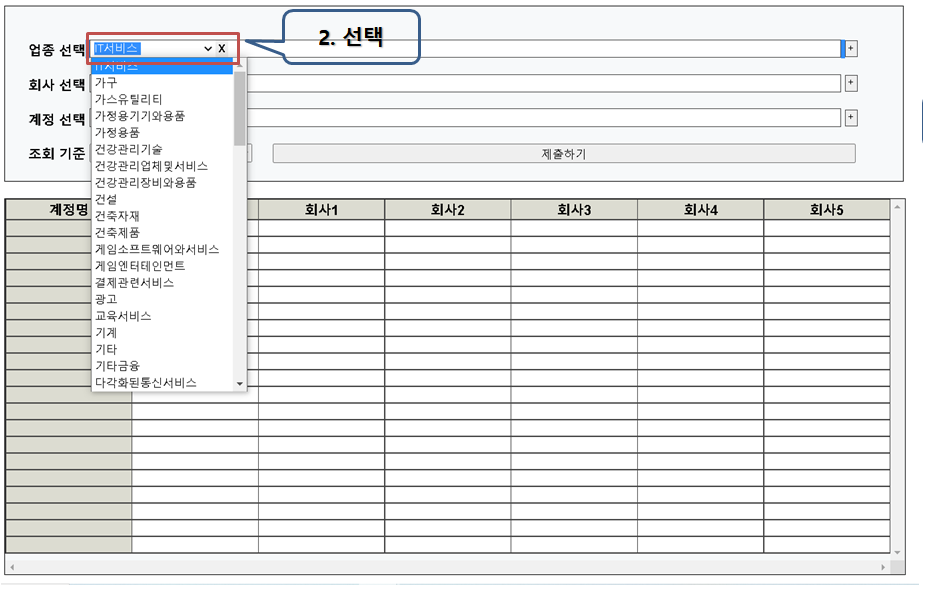 2. 선택
업종 선택 IT서비스 X +
IT서비스
회사 선택 +
가구
가스유틸리티
계정 선택 +
가정용기기와용품
가정용품
조회 기준 제출하기
건강관리기술
건강관리업체및서비스
건강관리장비와용품
건설
계정명 회사1 회사2 회사3 회사4 회사5
건축자재
건축제품
게임소프트웨어와서비스
게임엔터테인먼트
결제관련서비스
광고
교육서비스
기계
기타
기타금융
다각화된통신서비스